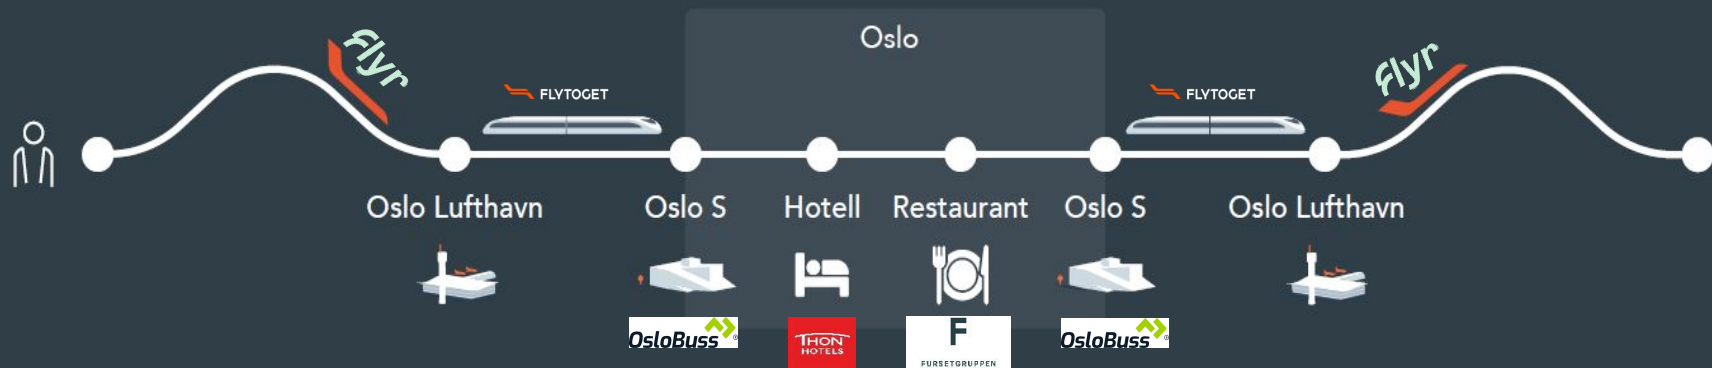 Oslo
Flyr
Flyr
FLYTOGET
FLYTOGET
Oslo Lufthavn
Oslo S
Hotell
Restaurant
Oslo S
Oslo Lufthavn
OsloBuss®
THON
HOTELS
F
FURSETGRUPPEN
OsloBuss®